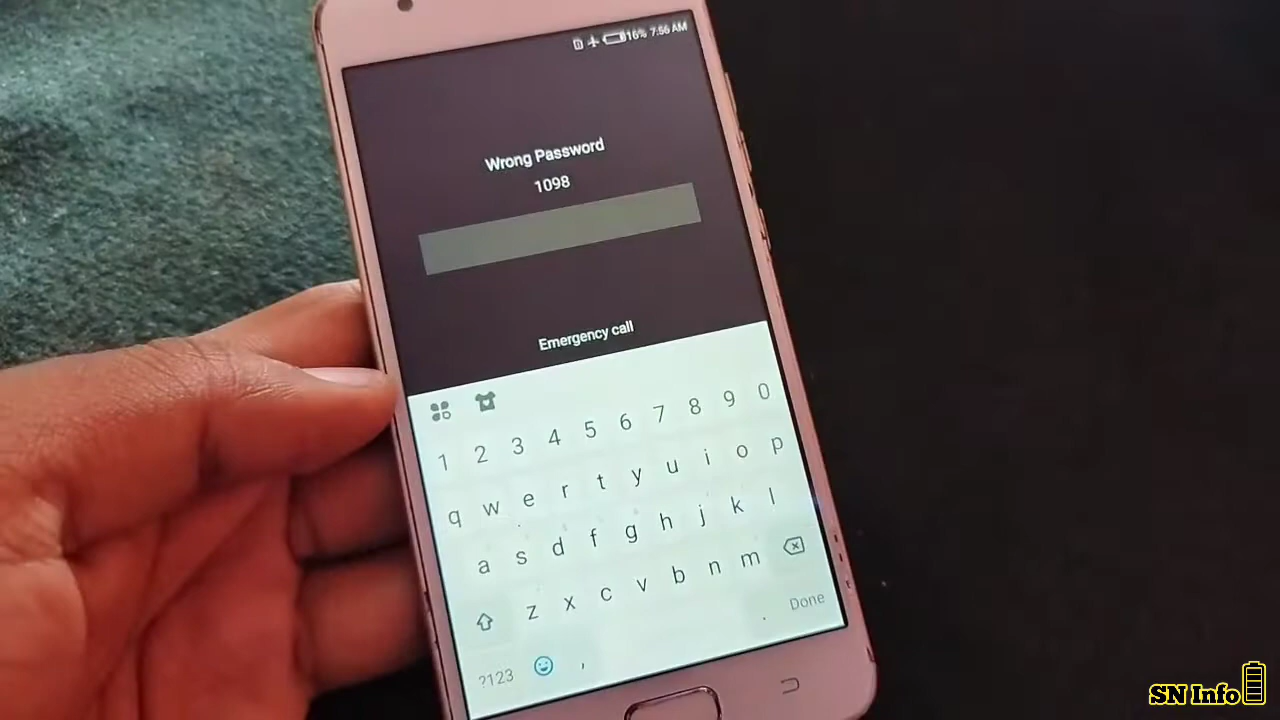 16% 7:56 AM
Wrong Password
1098
Emergency call
1 2 3 4 5 6 7 8 9 0
q w e r t y u i o p
a s d f g h j k l
z x c v b n m
. Done
?123 ,
SN Info